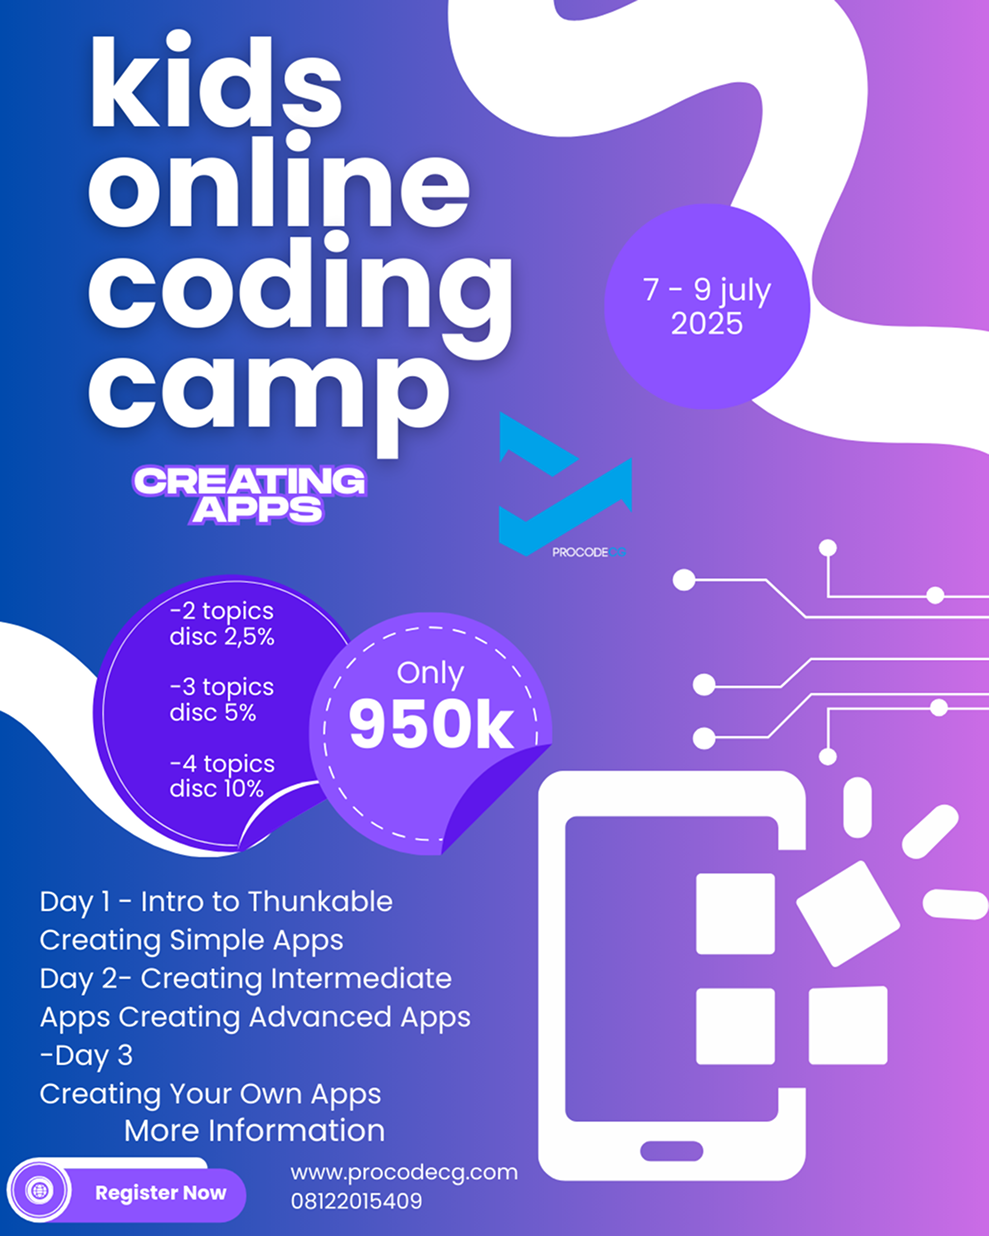 kids
online
coding
camp
CREATING
APPS
7 - 9 july
2025
PROCODECG
-2 topics
disc 2,5%
-3 topics
disc 5%
-4 topics
disc 10%
Only
950k
Day 1 - Intro to Thunkable
Creating Simple Apps
Day 2- Creating Intermediate
Apps Creating Advanced Apps
-Day 3
Creating Your Own Apps
More Information
Register Now
www.procodecg.com
08122015409